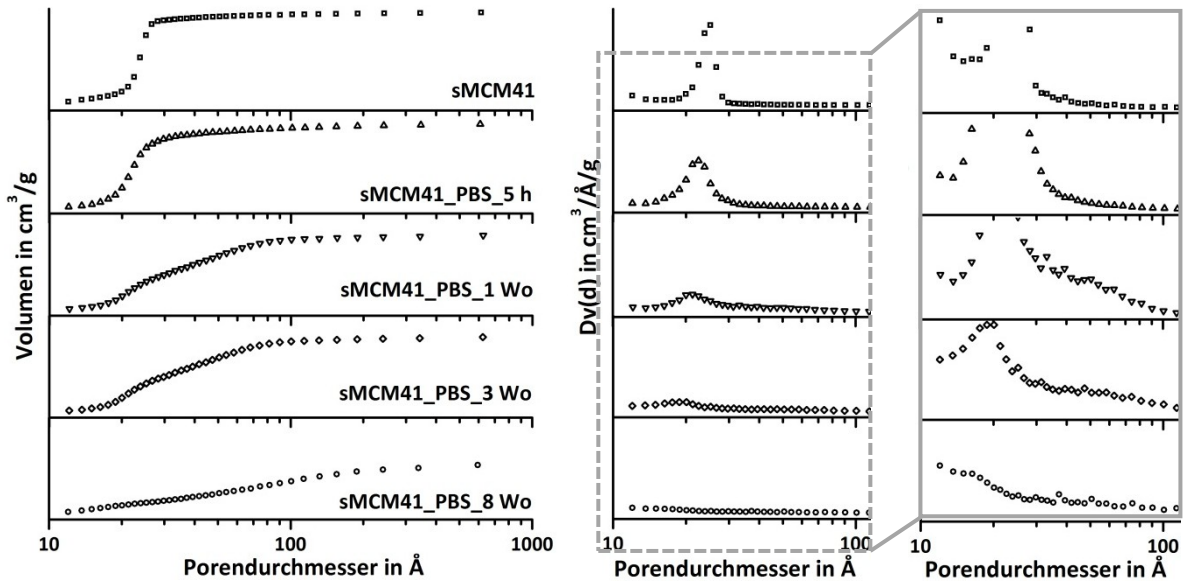 Volumen in cm³/g
sMCM41
sMCM41_PBS_5 h
sMCM41_PBS_1 Wo
sMCM41_PBS_3 Wo
sMCM41_PBS_8 Wo
10 100 1000
Porendurchmesser in Å
Dv(d) in cm³/Å/g
10 100
Porendurchmesser in Å
10 100
Porendurchmesser in Å